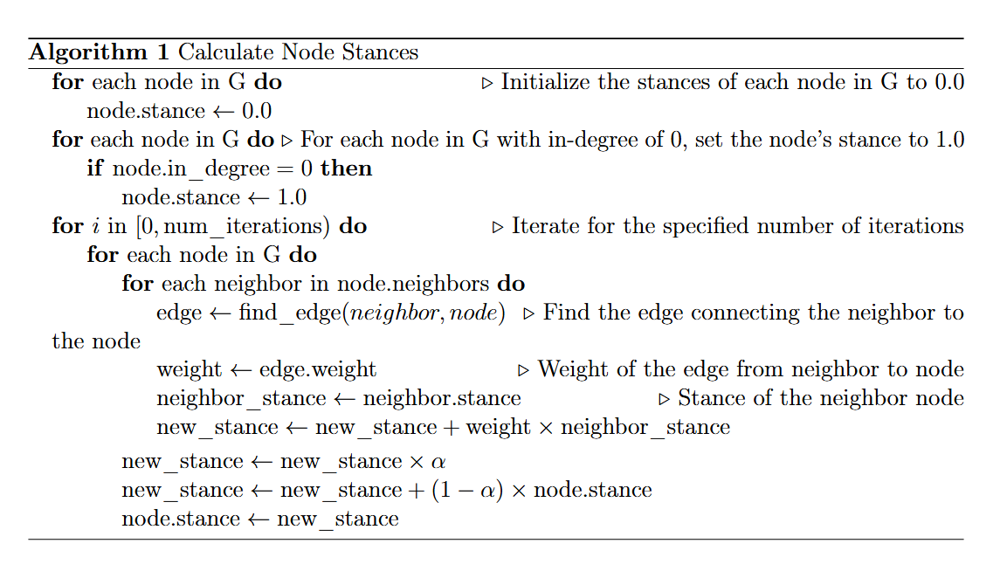 Algorithm 1 Calculate Node Stances
for each node in G do ▷ Initialize the stances of each node in G to 0.0
node.stance ← 0.0
for each node in G do ▷ For each node in G with in-degree of 0, set the node's stance to 1.0
if node.in_degree = 0 then
node.stance ← 1.0
for i in [0, num_iterations) do ▷ Iterate for the specified number of iterations
for each node in G do
for each neighbor in node.neighbors do
edge ← find_edge(neighbor, node) ▷ Find the edge connecting the neighbor to
the node
weight ← edge.weight ▷ Weight of the edge from neighbor to node
neighbor_stance ← neighbor.stance ▷ Stance of the neighbor node
new_stance ← new_stance + weight × neighbor_stance
new_stance ← new_stance × α
new_stance ← new_stance + (1 − α) × node.stance
node.stance ← new_stance